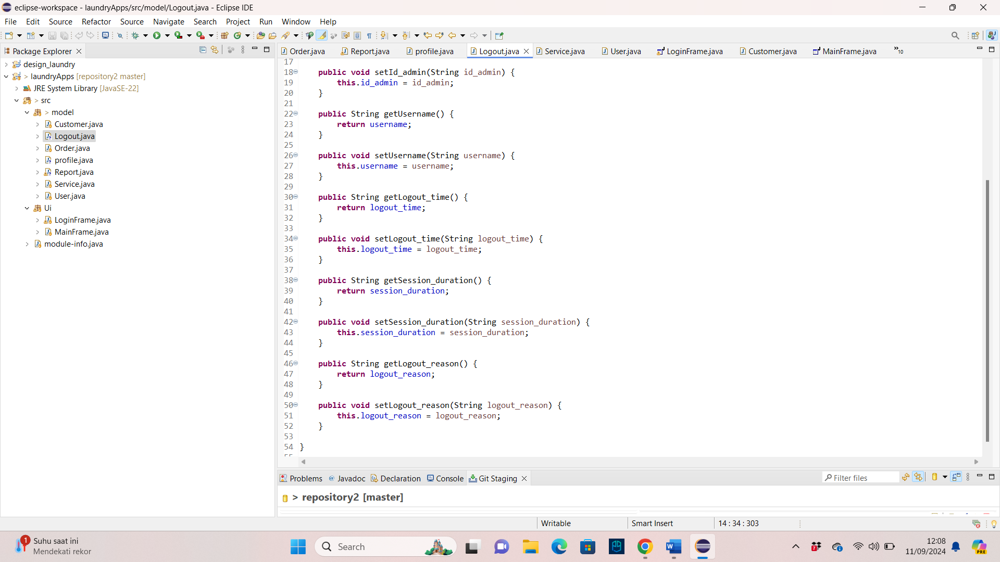 eclipse-workspace - laundryApps/src/model/Logout.java - Eclipse IDE
File Edit Source Refactor Source Navigate Search Project Run Window Help
Package Explorer
design_laundry
> laundryApps [repository2 master]
JRE System Library [JavaSE-22]
> src
> model
Customer.java
Logout.java
Order.java
profile.java
Report.java
Service.java
User.java
Ui
LoginFrame.java
MainFrame.java
module-info.java
Order.java Report.java profile.java Logout.java Service.java User.java LoginFrame.java Customer.java MainFrame.java »10
17
18 public void setId_admin(String id_admin) {
19 this.id_admin = id_admin;
20 }
21
22 public String getUsername() {
23 return username;
24 }
25
26 public void setUsername(String username) {
27 this.username = username;
28 }
29
30 public String getLogout_time() {
31 return logout_time;
32 }
33
34 public void setLogout_time(String logout_time) {
35 this.logout_time = logout_time;
36 }
37
38 public String getSession_duration() {
39 return session_duration;
40 }
41
42 public void setSession_duration(String session_duration) {
43 this.session_duration = session_duration;
44 }
45
46 public String getLogout_reason() {
47 return logout_reason;
48 }
49
50 public void setLogout_reason(String logout_reason) {
51 this.logout_reason = logout_reason;
52 }
53
54 }
Problems @ Javadoc Declaration Console Git Staging
Filter files
> repository2 [master]
Writable Smart Insert 14 : 34 : 303
1
Suhu saat ini
Mendekati rekor
Search
12:08
11/09/2024
PRE